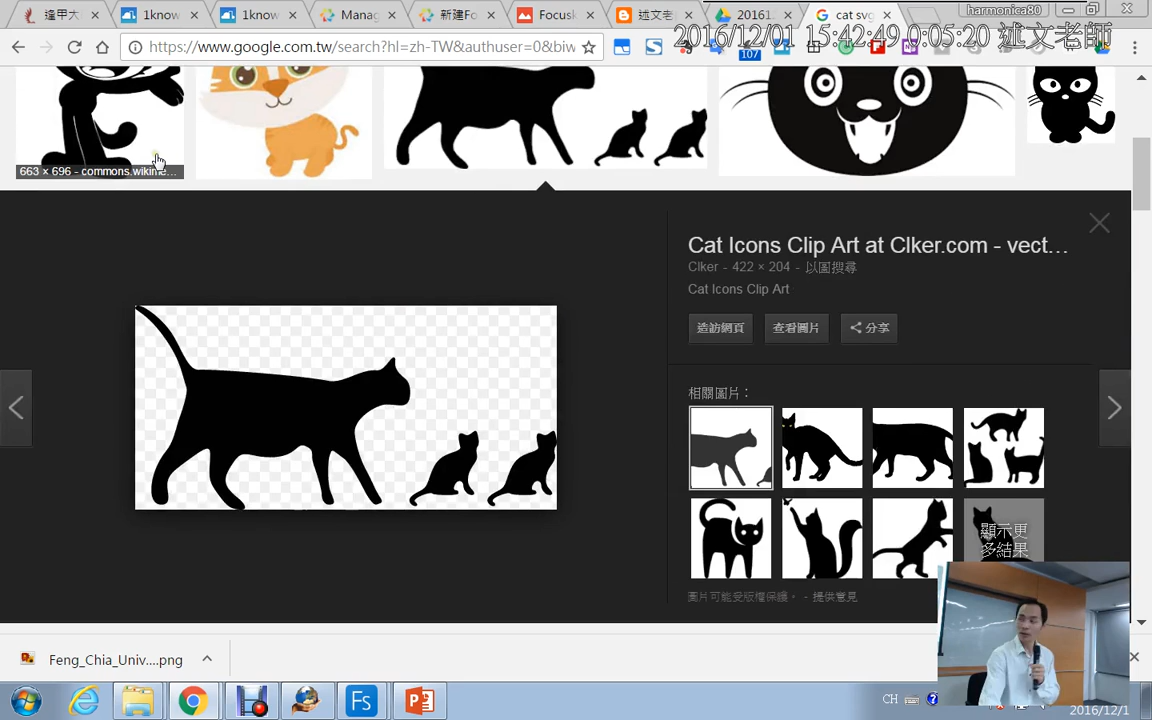 逢甲大
1know
1know
Manag
新建Fo
Focusk
述文老
20161
cat svg
harmonica80
https://www.google.com.tw/search?hl=zh-TW&authuser=0&biw
2016/12/01 15:42:49 0:05:20 述文老師
107
663 × 696 - commons.wikime...
Cat Icons Clip Art at Clker.com - vect...
Clker - 422 × 204 - 以圖搜尋
Cat Icons Clip Art
造訪網頁
查看圖片
分享
相關圖片：
顯示更
多結果
圖片可能受版權保護。 - 提供意見
Feng_Chia_Univ....png
Fs
CH
2016/12/1